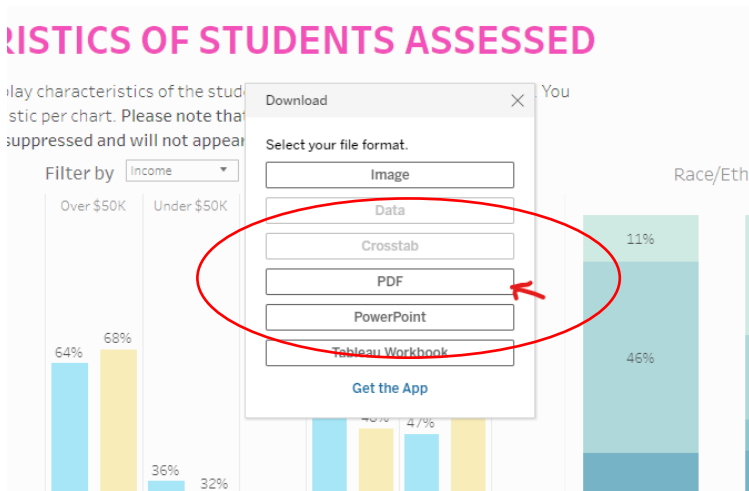 RISTICS OF STUDENTS ASSESSED
play characteristics of the stud
. You
stic per chart. Please note that
suppressed and will not appear
Filter by Income
Race/Eth
Over $50K Under $50K
Download
Select your file format.
Image
Data
Crosstab
PDF
PowerPoint
Tableau Workbook
Get the App
64%
68%
36%
32%
48%
47%
11%
46%